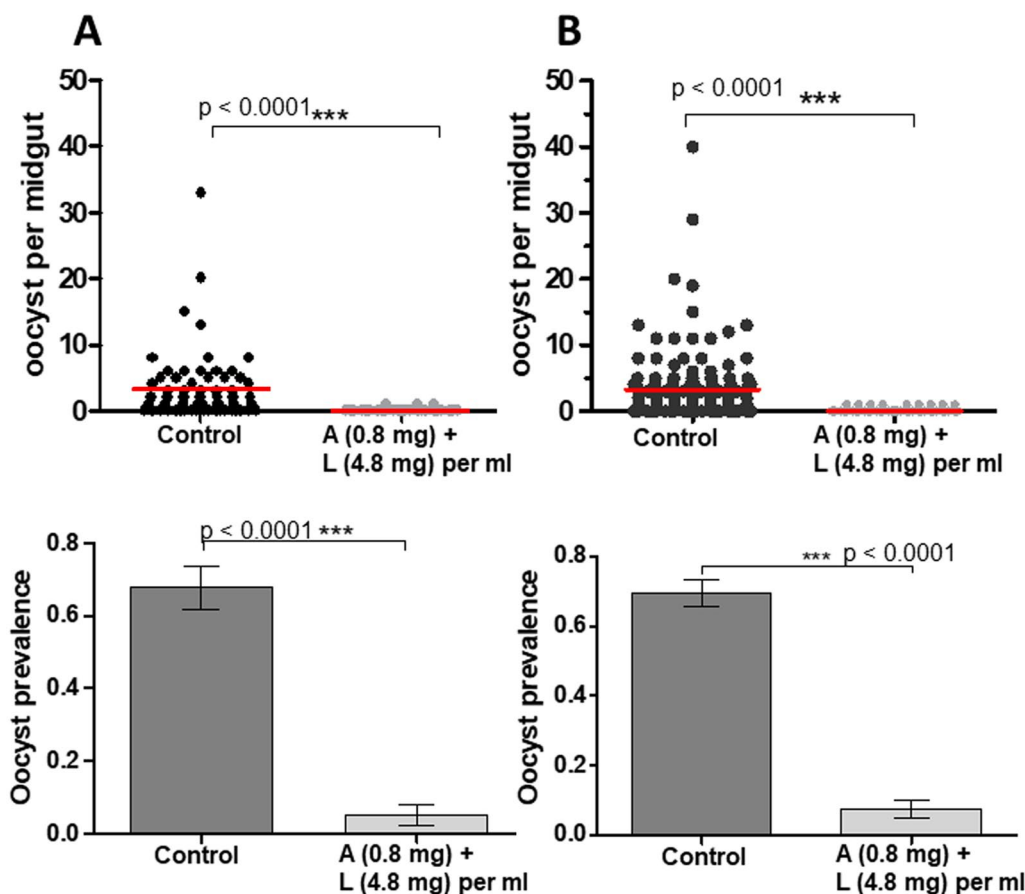 A
oocyst per midgut
50
40
30
20
10
0
p < 0.0001 ***
Control
A (0.8 mg) +
L (4.8 mg) per ml
B
oocyst per midgut
50
40
30
20
10
0
p < 0.0001 ***
Control
A (0.8 mg) +
L (4.8 mg) per ml
Oocyst prevalence
0.8
0.6
0.4
0.2
0.0
p < 0.0001 ***
Control
A (0.8 mg) +
L (4.8 mg) per ml
Oocyst prevalence
0.8
0.6
0.4
0.2
0.0
*** p < 0.0001
Control
A (0.8 mg) +
L (4.8 mg) per ml